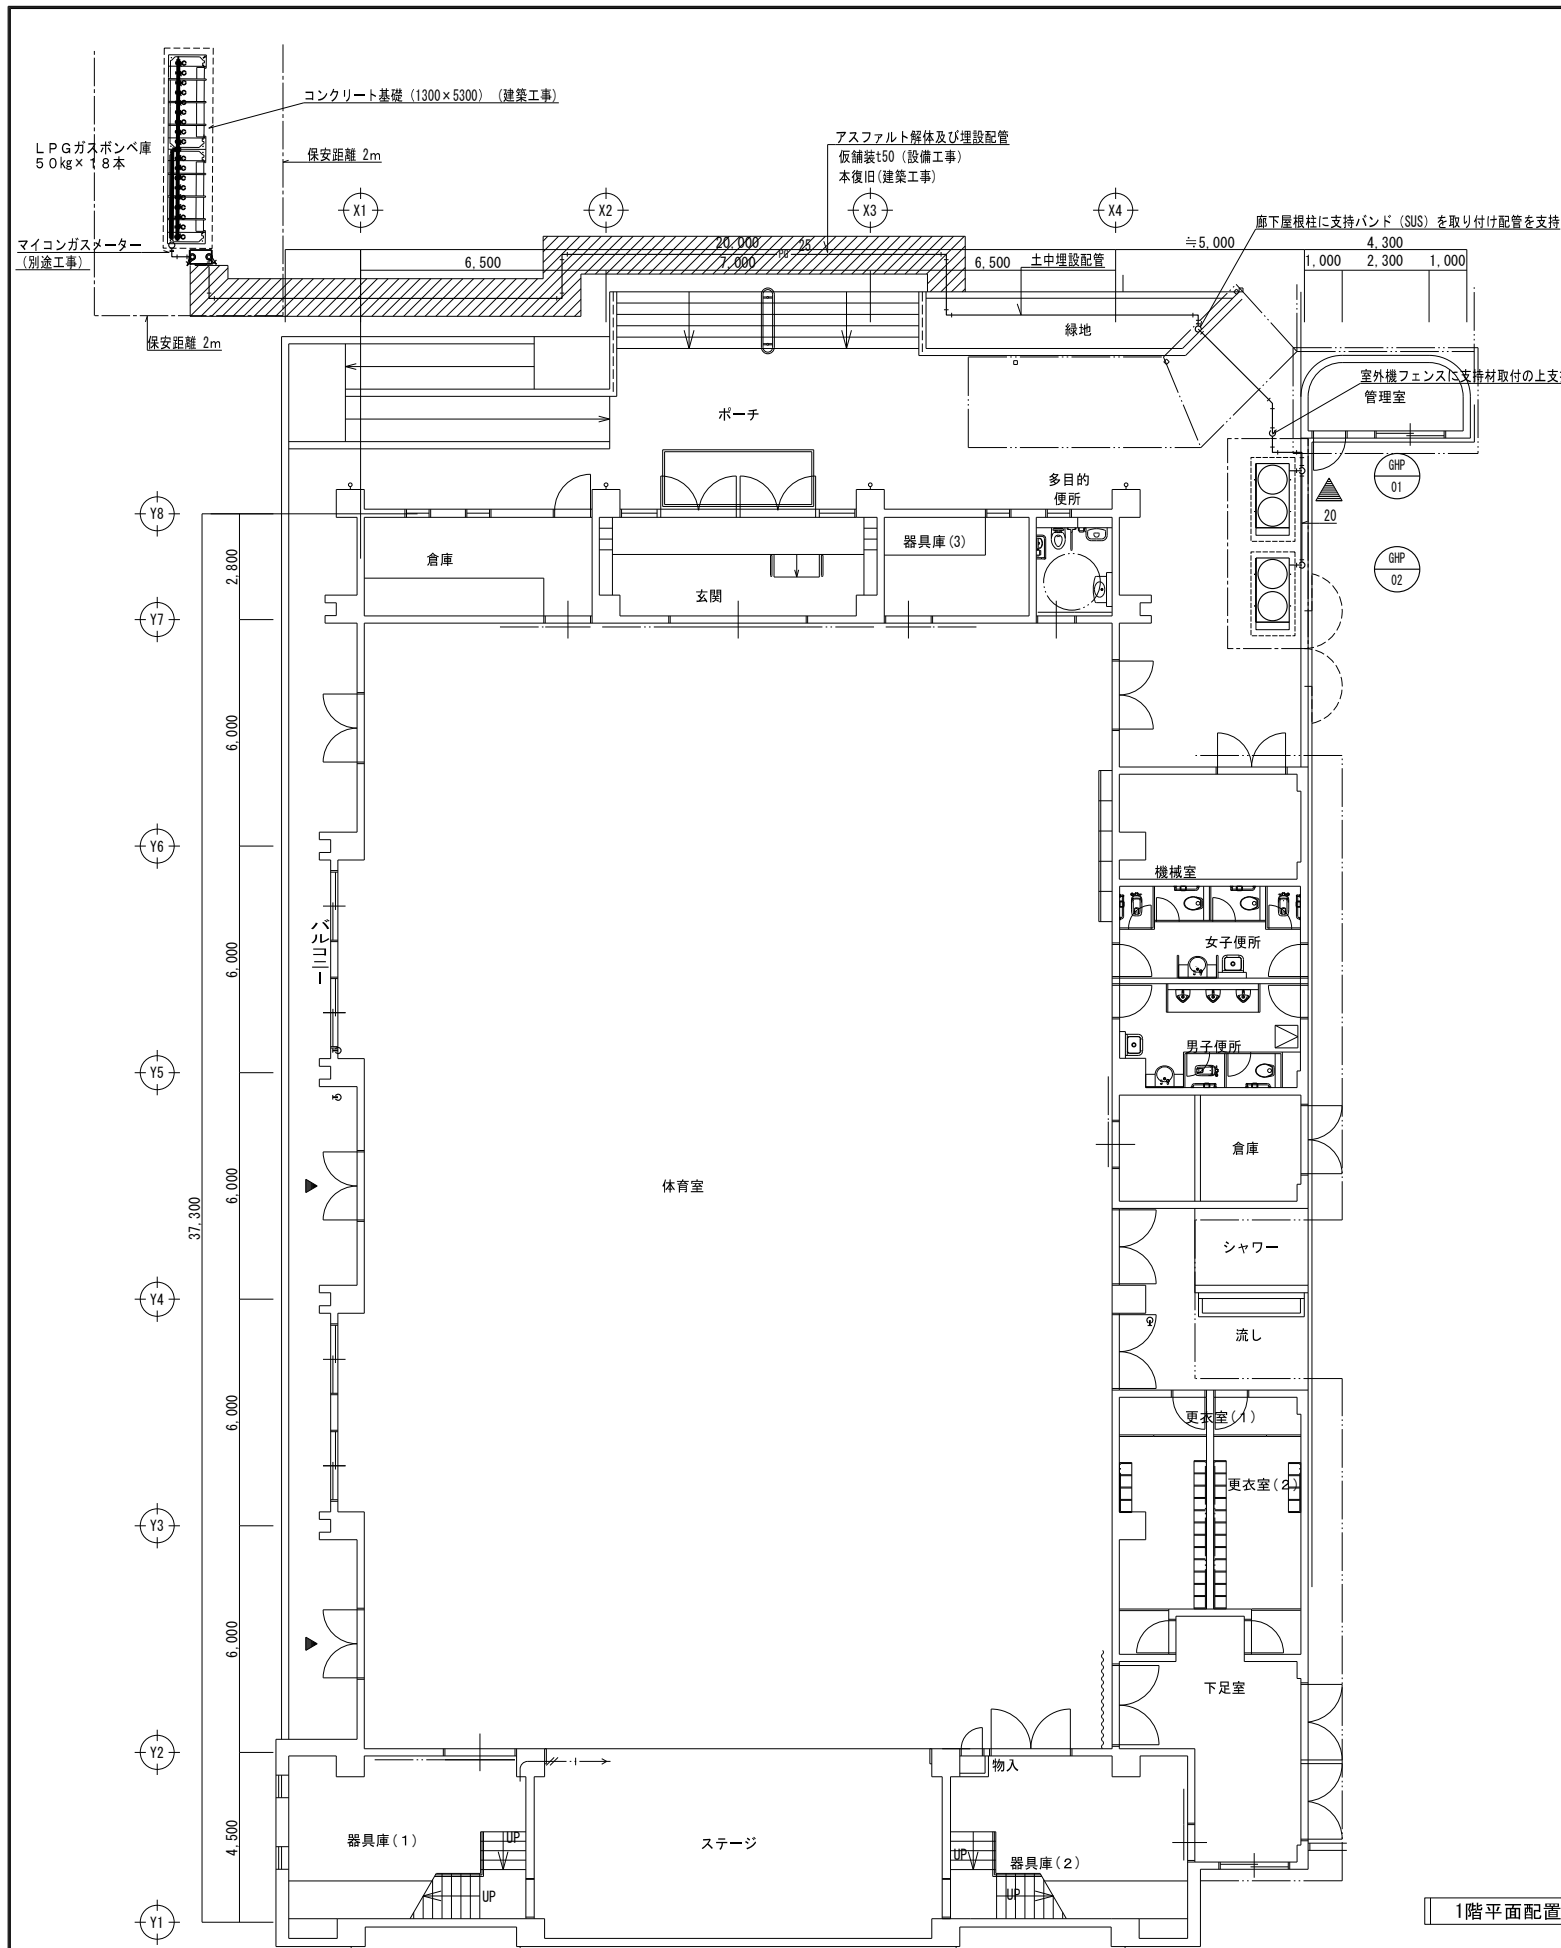 コンクリート基礎（1300×5300）（建築工事）
ＬＰＧガスボンベ庫
５０kg×１８本
保安距離 2m
アスファルト解体及び埋設配管
仮舗装t50（設備工事）
本復旧(建築工事)
X1
X2
X3
X4
廊下屋根柱に支持バンド（SUS）を取り付け配管を支持
マイコンガスメーター
（別途工事）
20,000
25
PG
≒5,000
4,300
6,500
7,000
6,500
土中埋設配管
1,000
2,300
1,000
保安距離 2m
緑地
室外機フェンスに支持材取付の上支
管理室
ポーチ
多目的
便所
GHP
01
Y8
20
倉庫
器具庫(3)
2,800
玄関
GHP
02
Y7
6,000
Y6
機械室
バルコニー
女子便所
6,000
男子便所
Y5
倉庫
体育室
6,000
37,300
シャワー
Y4
流し
6,000
更衣室(１)
更衣室(２)
Y3
6,000
下足室
Y2
物入
4,500
器具庫(１)
UP
ステージ
UP
器具庫(２)
UP
UP
Y1
1階平面配置